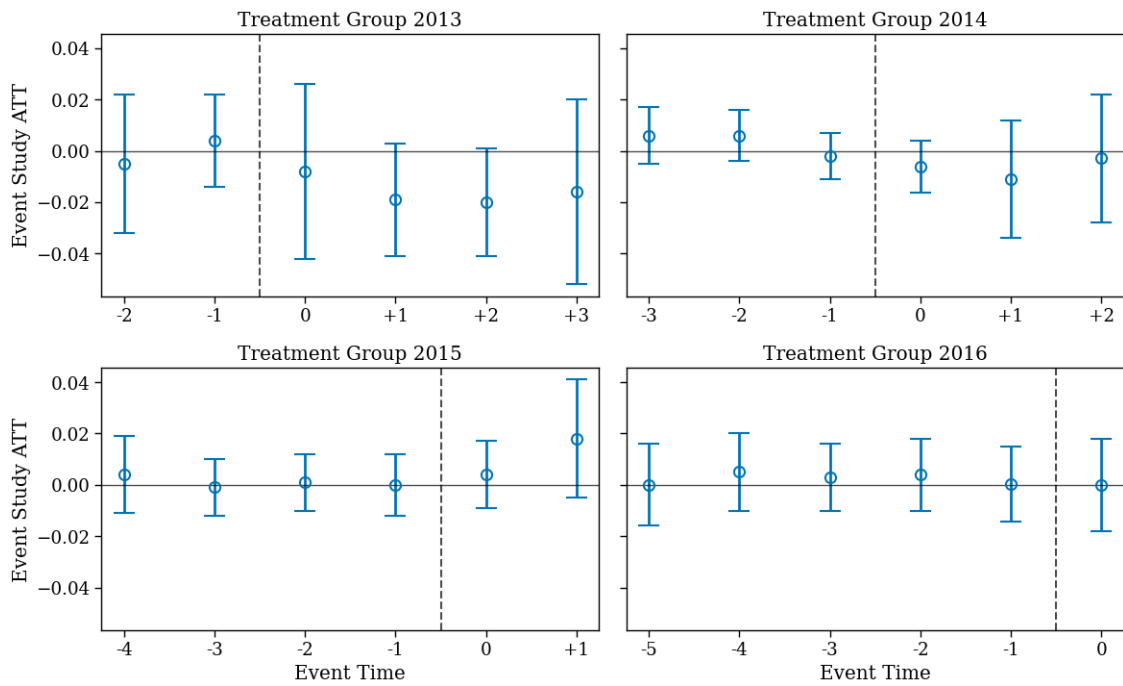 Treatment Group 2013
Treatment Group 2014
Event Study ATT
0.04
0.02
0.00
−0.02
−0.04
-2 -1 0 +1 +2 +3
-3 -2 -1 0 +1 +2
Treatment Group 2015
Treatment Group 2016
Event Study ATT
0.04
0.02
0.00
−0.02
−0.04
-4 -3 -2 -1 0 +1
-5 -4 -3 -2 -1 0
Event Time
Event Time